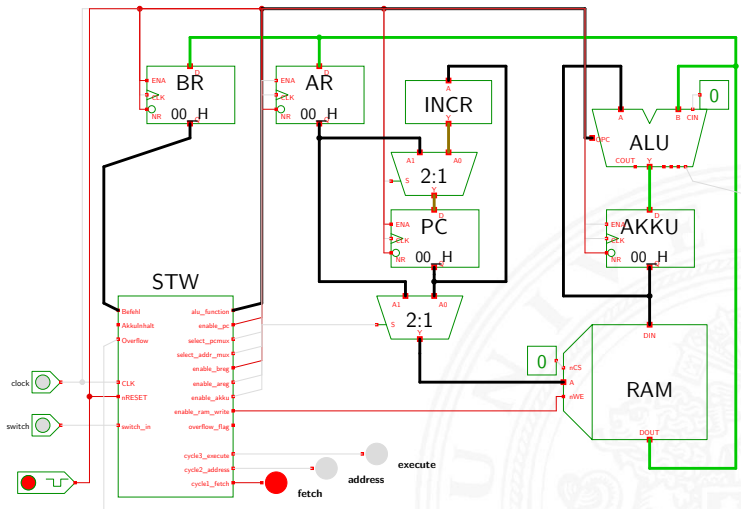 D
BR
ENA
CLK
NR
00_H
Q
D
AR
ENA
CLK
NR
00_H
Q
A
INCR
Y
A1
A0
2:1
S
Y
D
PC
ENA
CLK
NR
00_H
Q
A1
A0
2:1
S
Y
0
A
B
CIN
ALU
OPC
COUT
Y
D
AKKU
ENA
CLK
NR
00_H
Q
STW
Befehl
alu_function
AkkuInhalt
enable_pc
Overflow
select_pcmux
select_addr_mux
enable_breg
CLK
enable_areg
nRESET
enable_akku
enable_ram_write
switch_in
overflow_flag
cycle3_execute
cycle2_address
cycle1_fetch
clock
switch
execute
address
fetch
0
DIN
nCS
A
nWE
RAM
DOUT